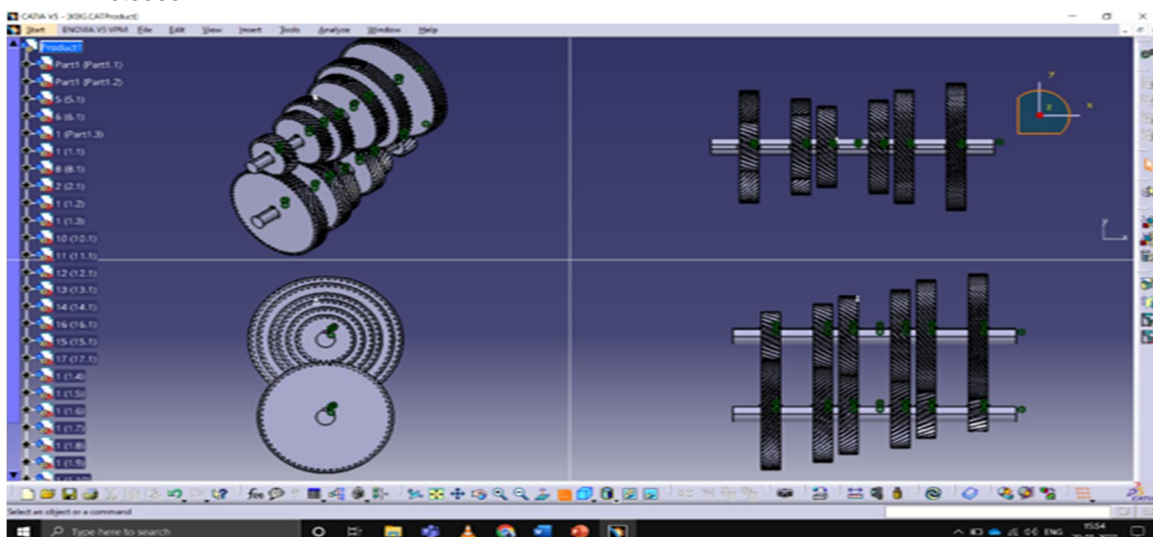 CATIA V5 - [KBG.CATProduct]
Start ENOVIA V5 VPM File Edit View Insert Tools Analyze Window Help
Product1
Part1 (Part1.1)
Part1 (Part1.2)
5 (5.1)
6 (6.1)
1 (Part1.3)
1 (1.1)
8 (8.1)
2 (2.1)
1 (1.2)
1 (1.3)
10 (10.1)
11 (11.1)
12 (12.1)
13 (13.1)
14 (14.1)
16 (16.1)
15 (15.1)
17 (17.1)
1 (1.4)
1 (1.5)
1 (1.6)
1 (1.7)
1 (1.8)
1 (1.9)
y
z
x
y
x
Select an object or a command
Type here to search
ENG
15:54